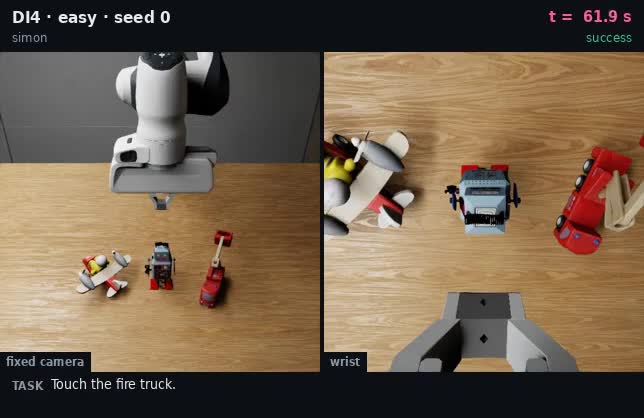 DI4 · easy · seed 0
t = 61.9 s
simon
success
fixed camera
wrist
TASK Touch the fire truck.